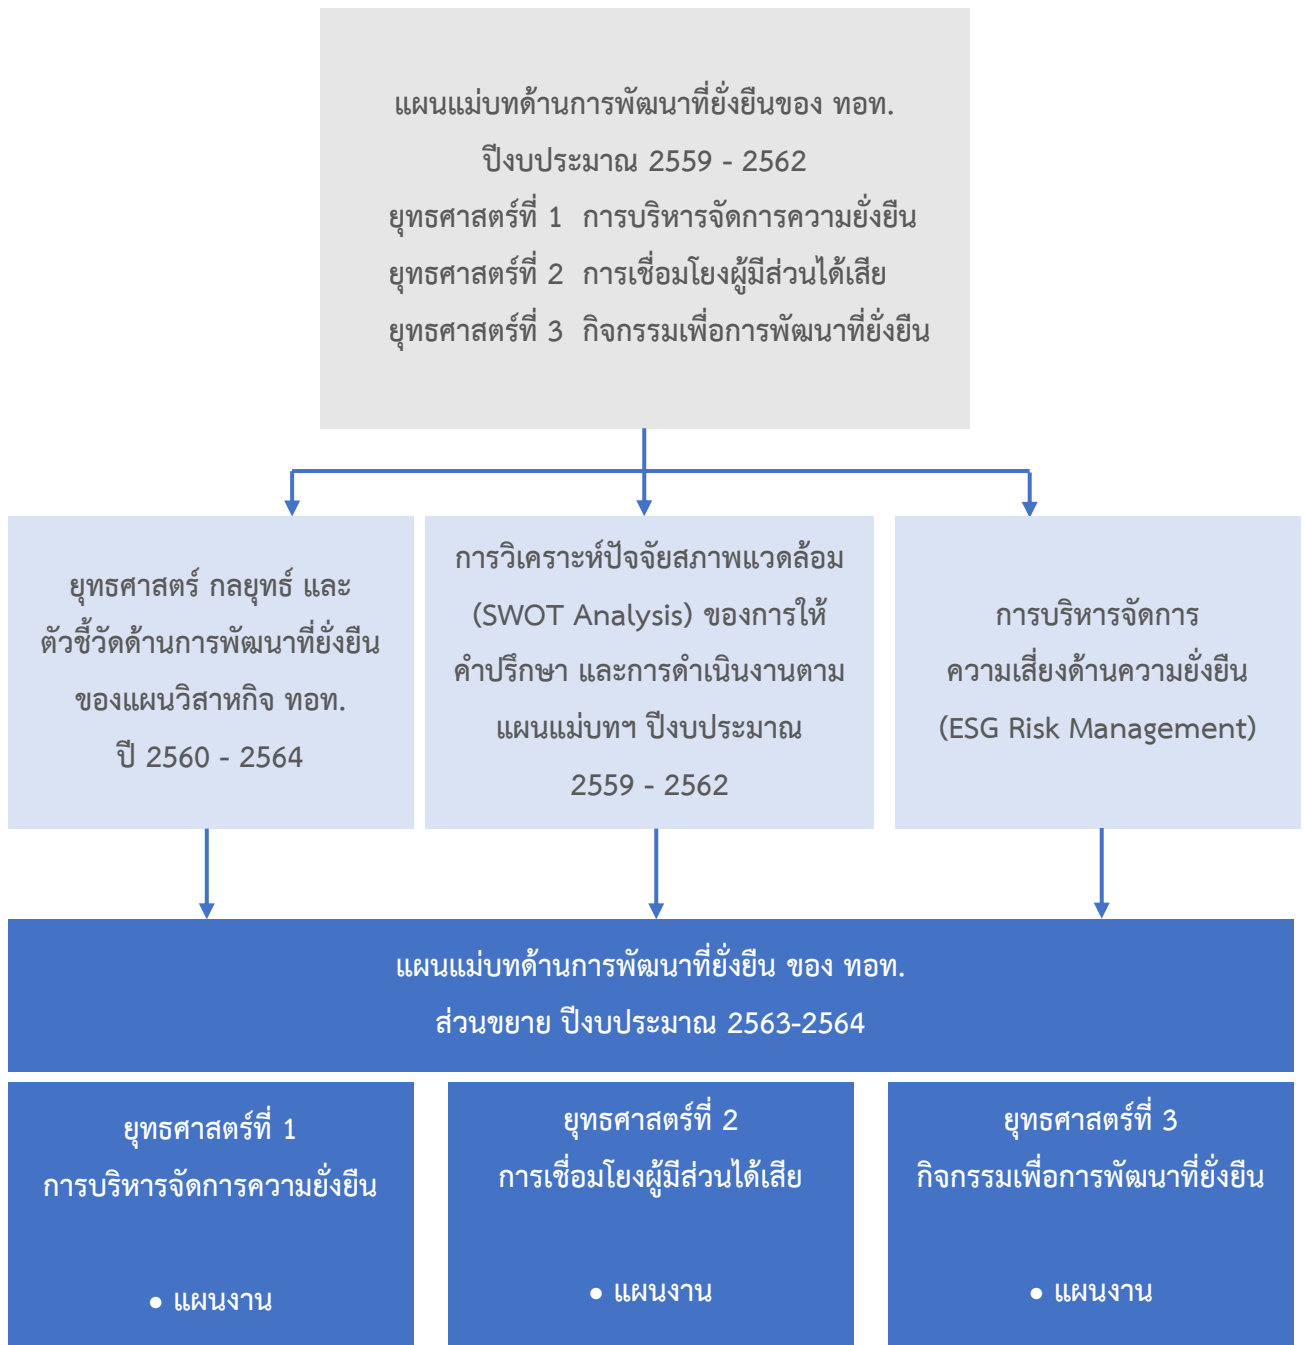 แผนแม่บทด้านการพัฒนาที่ยั่งยืนของ ทอท.
ปีงบประมาณ 2559 - 2562
ยุทธศาสตร์ที่ 1 การบริหารจัดการความยั่งยืน
ยุทธศาสตร์ที่ 2 การเชื่อมโยงผู้มีส่วนได้เสีย
ยุทธศาสตร์ที่ 3 กิจกรรมเพื่อการพัฒนาที่ยั่งยืน
ยุทธศาสตร์ กลยุทธ์ และ
ตัวชี้วัดด้านการพัฒนาที่ยั่งยืน
ของแผนวิสาหกิจ ทอท.
ปี 2560 - 2564
การวิเคราะห์ปัจจัยสภาพแวดล้อม
(SWOT Analysis) ของการให้
คำปรึกษา และการดำเนินงานตาม
แผนแม่บทฯ ปีงบประมาณ
2559 - 2562
การบริหารจัดการ
ความเสี่ยงด้านความยั่งยืน
(ESG Risk Management)
แผนแม่บทด้านการพัฒนาที่ยั่งยืน ของ ทอท.
ส่วนขยาย ปีงบประมาณ 2563-2564
ยุทธศาสตร์ที่ 1
การบริหารจัดการความยั่งยืน
• แผนงาน
ยุทธศาสตร์ที่ 2
การเชื่อมโยงผู้มีส่วนได้เสีย
• แผนงาน
ยุทธศาสตร์ที่ 3
กิจกรรมเพื่อการพัฒนาที่ยั่งยืน
• แผนงาน